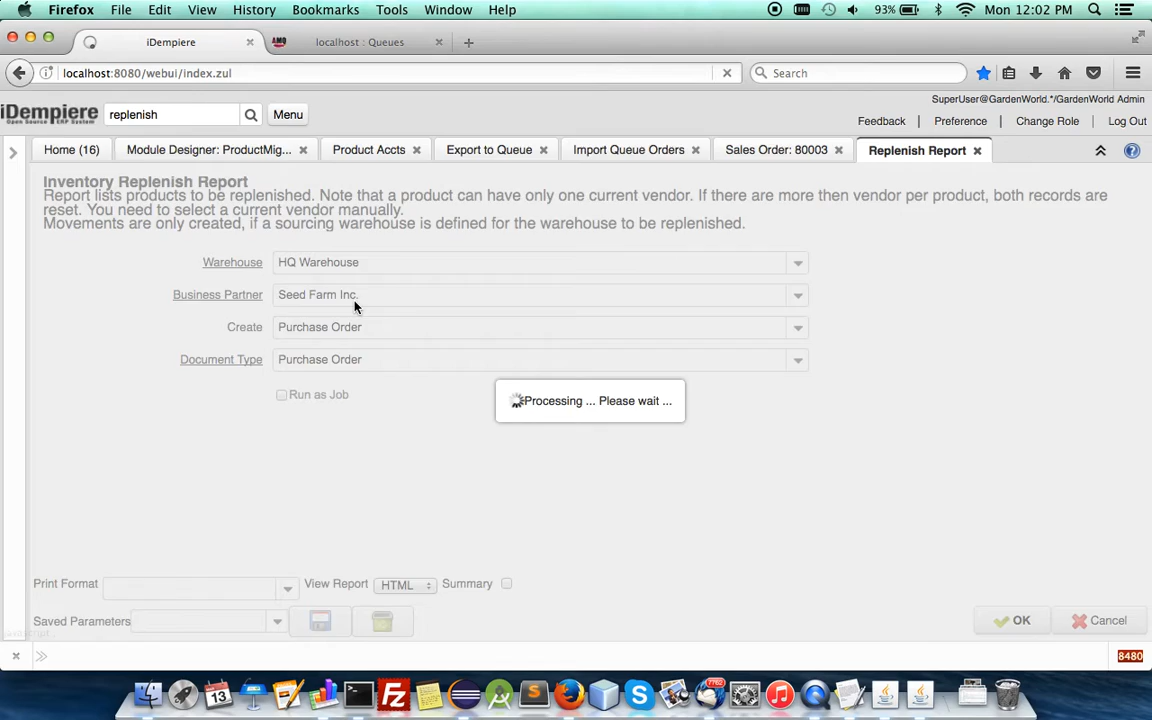 Firefox File Edit View History Bookmarks Tools Window Help 93% Mon 12:02 PM
iDempiere × localhost : Queues × +
localhost:8080/webui/index.zul Search
SuperUser@GardenWorld.*/GardenWorld Admin
iDempiere replenish Menu
Open Source ERP System
Feedback | Preference | Change Role | Log Out
Home (16) Module Designer: ProductMig... Product Accts Export to Queue Import Queue Orders Sales Order: 80003 Replenish Report
Inventory Replenish Report
Report lists products to be replenished. Note that a product can have only one current vendor. If there are more then vendor per product, both records are
reset. You need to select a current vendor manually.
Movements are only created, if a sourcing warehouse is defined for the warehouse to be replenished.
Warehouse HQ Warehouse
Business Partner Seed Farm Inc.
Create Purchase Order
Document Type Purchase Order
Run as Job
Processing ... Please wait ...
Print Format View Report HTML Summary
Saved Parameters OK Cancel
8480
13 7762